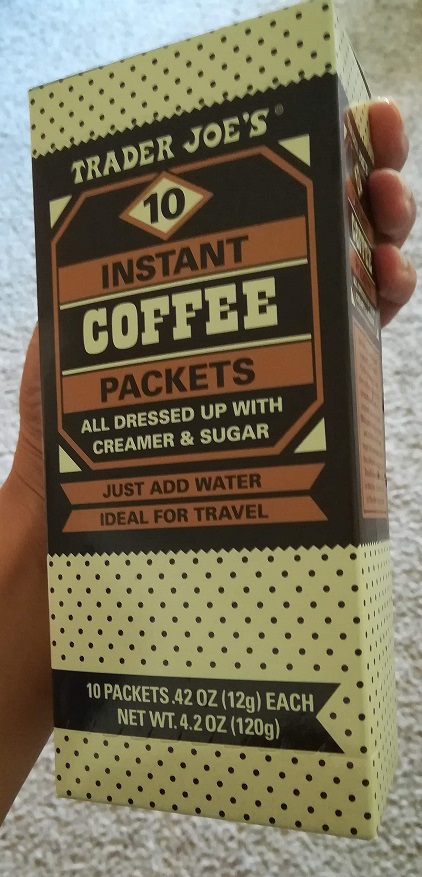 TRADER JOE'S®
10
INSTANT
COFFEE
PACKETS
ALL DRESSED UP WITH
CREAMER & SUGAR
JUST ADD WATER
IDEAL FOR TRAVEL
10 PACKETS .42 OZ (12g) EACH
NET WT. 4.2 OZ (120g)